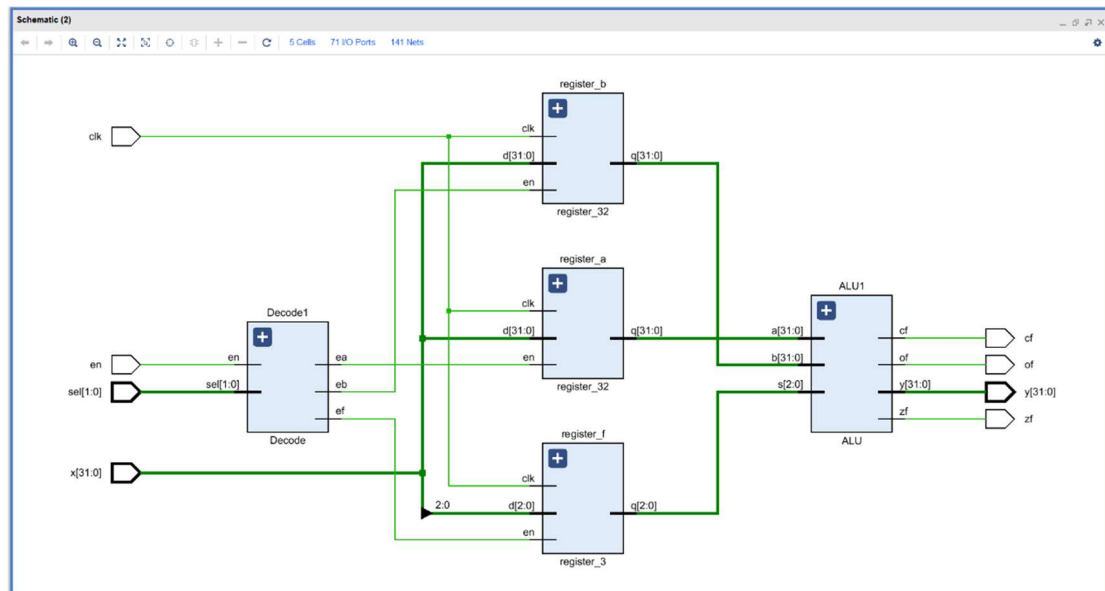 Schematic (2)
5 Cells 71 I/O Ports 141 Nets
register_b
clk
clk
d[31:0]
q[31:0]
en
register_32
register_a
clk
ALU1
Decode1
d[31:0]
q[31:0]
a[31:0]
cf
cf
en
en
ea
en
b[31:0]
of
of
sel[1:0]
sel[1:0]
eb
register_32
s[2:0]
y[31:0]
y[31:0]
ef
zf
zf
Decode
register_f
ALU
x[31:0]
clk
2:0
d[2:0]
q[2:0]
en
register_3